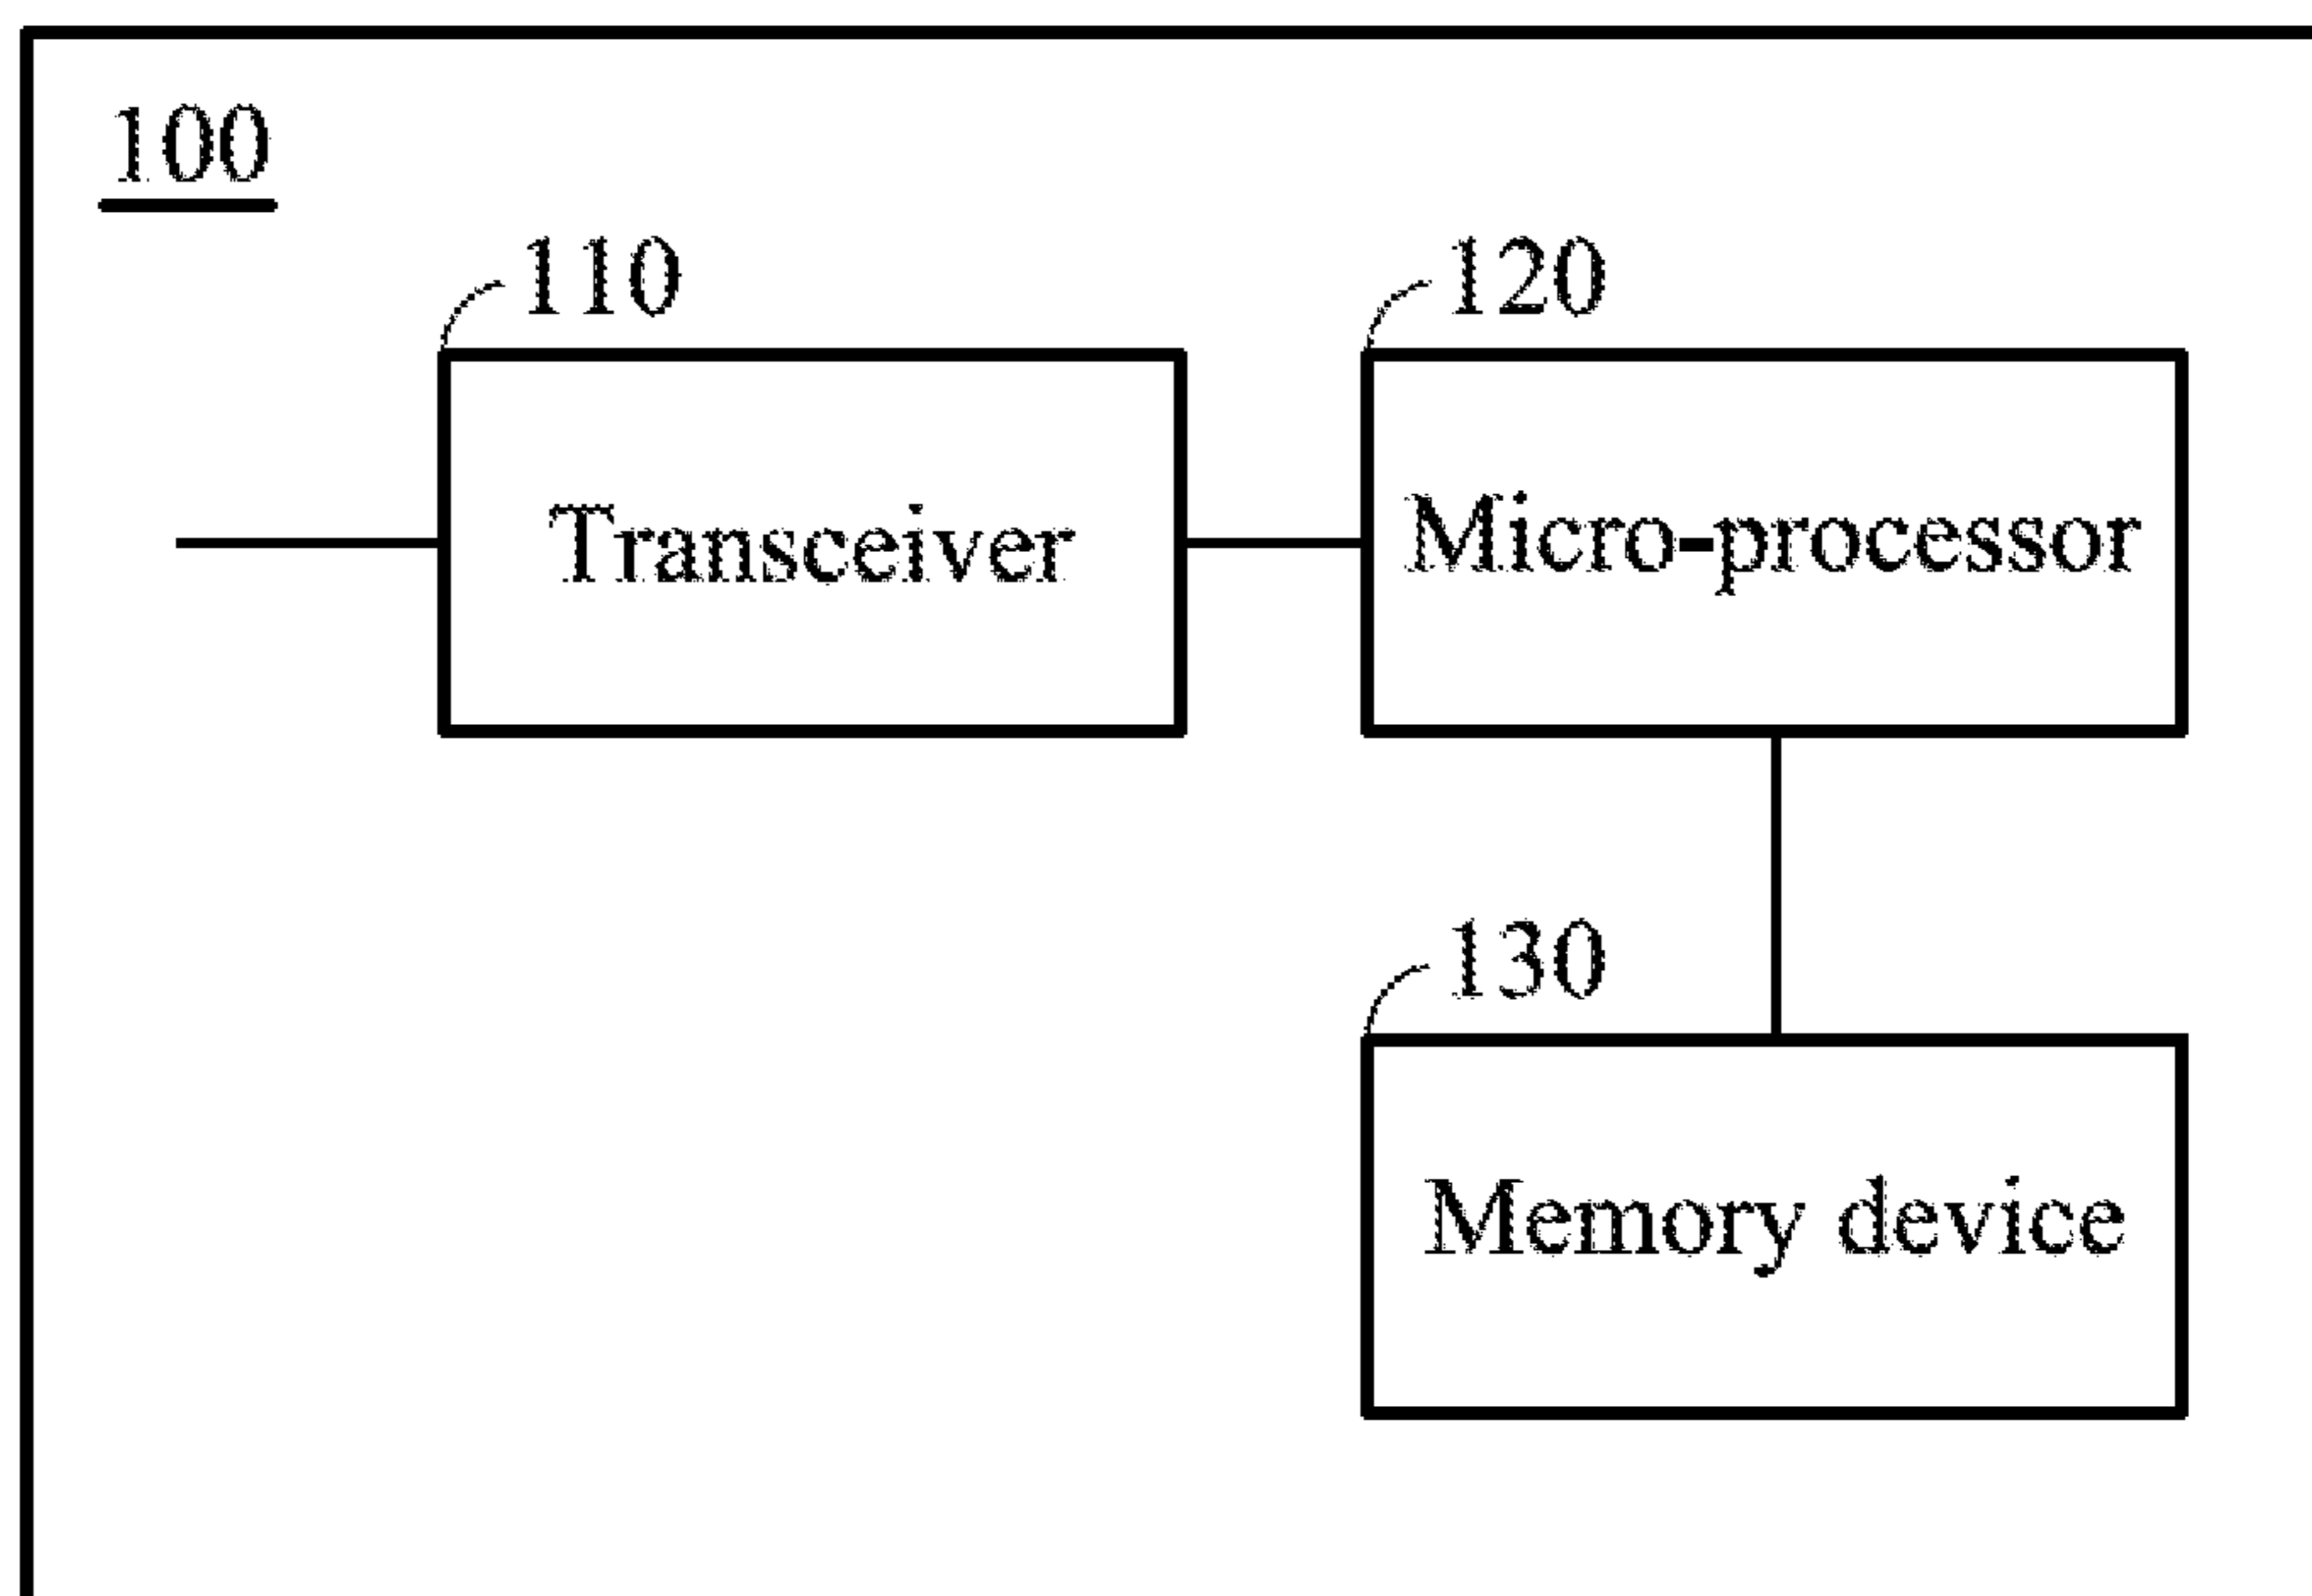 100
110
120
Transceiver
Micro-processor
130
Memory device